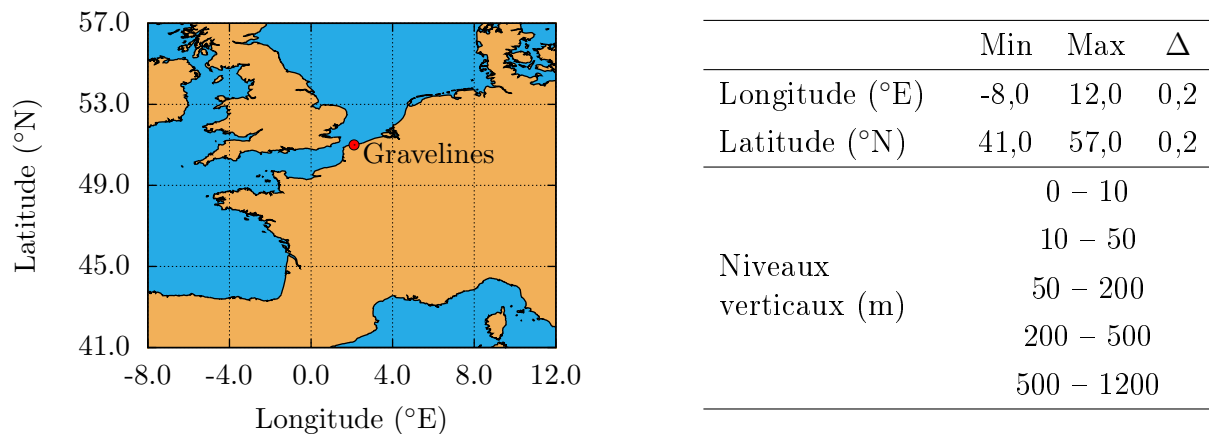 57.0
53.0
49.0
45.0
41.0
Latitude (°N)
Gravelines
-8.0 -4.0 0.0 4.0 8.0 12.0
Longitude (°E)
Min Max Δ
Longitude (°E) -8,0 12,0 0,2
Latitude (°N) 41,0 57,0 0,2
Niveaux
verticaux (m)
0 – 10
10 – 50
50 – 200
200 – 500
500 – 1200